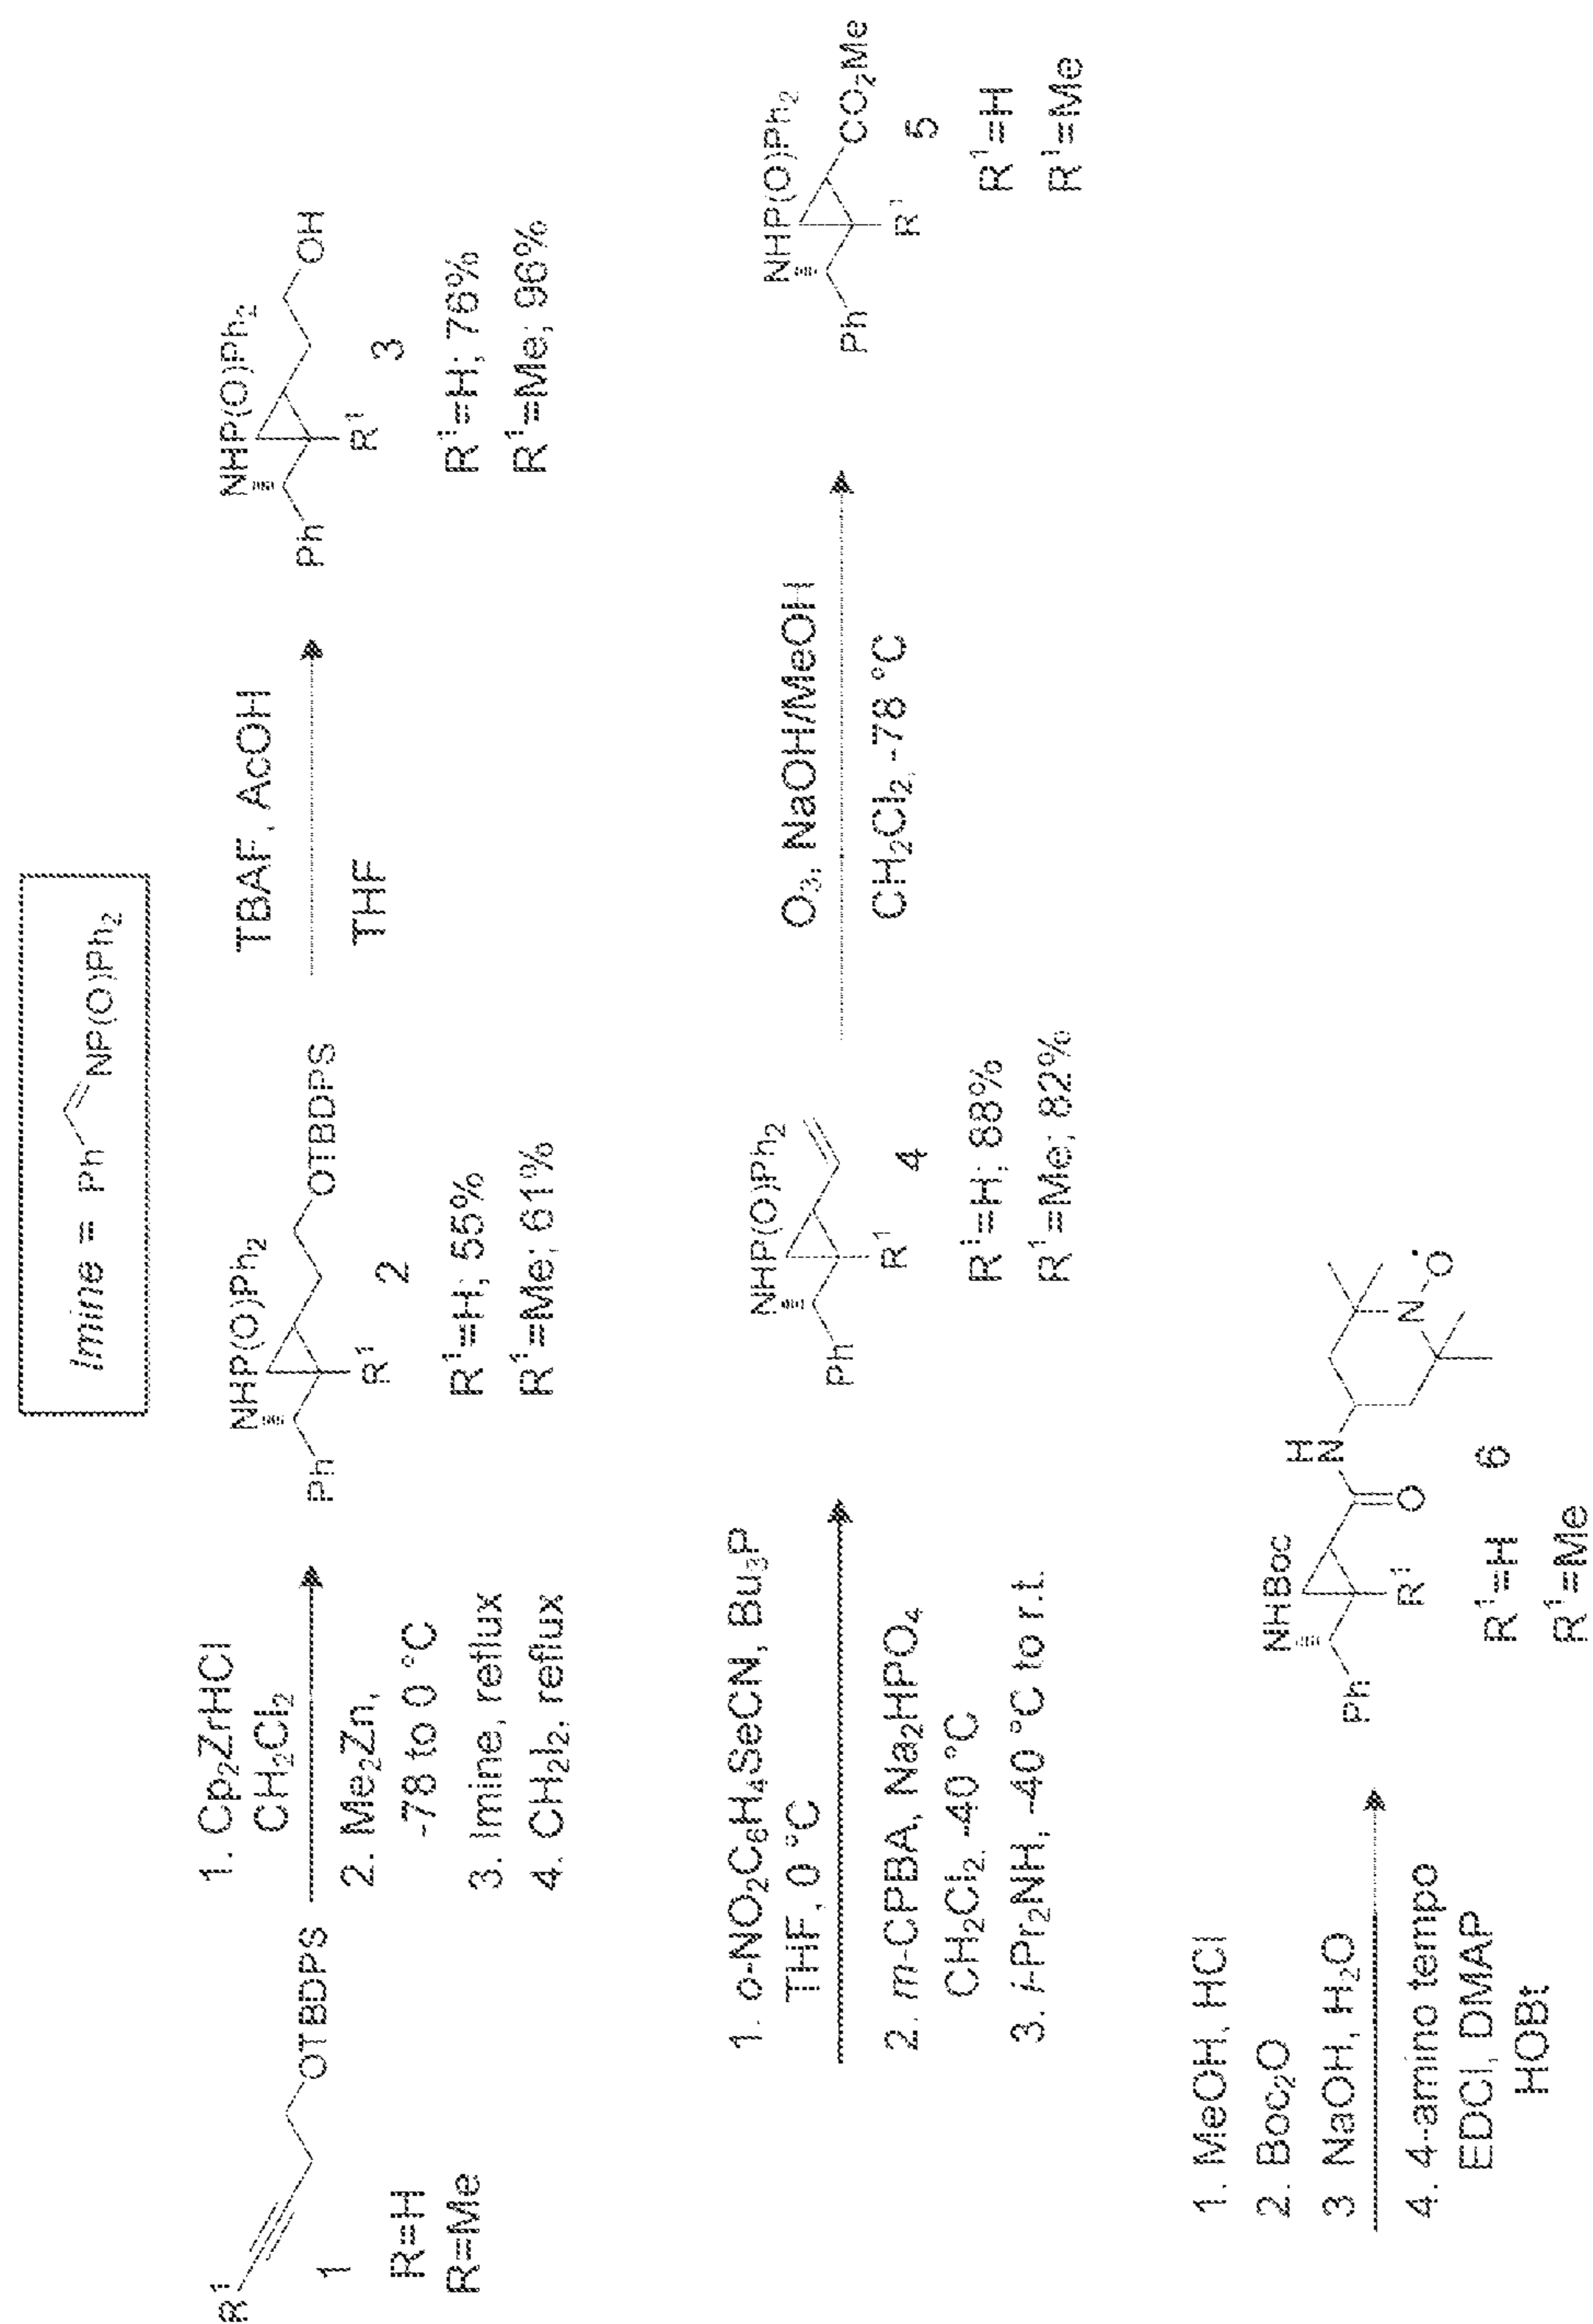 Imine = Ph NP(O)Ph2
R1
OTBDPS
1
R=H
R=Me
1. Cp2ZrHCl
CH2Cl2
2. Me2Zn,
-78 to 0 °C
3. Imine, reflux
4. CH2I2, reflux
NHP(O)Ph2
Ph
R1
OTBDPS
2
R1=H; 55%
R1=Me; 61%
TBAF, AcOH
THF
NHP(O)Ph2
Ph
R1
OH
3
R1=H; 76%
R1=Me; 96%
1. o-NO2C6H4SeCN, Bu3P
THF, 0 °C
2. m-CPBA, Na2HPO4
CH2Cl2, -40 °C
3. i-Pr2NH, -40 °C to r.t.
NHP(O)Ph2
Ph
R1
4
R1=H; 88%
R1=Me; 82%
O3, NaOH/MeOH
CH2Cl2, -78 °C
NHP(O)Ph2
Ph
R1
CO2Me
5
R1=H
R1=Me
1. MeOH, HCl
2. Boc2O
3 NaOH, H2O
4. 4-amino tempo
EDCI, DMAP
HOBt
NHBoc
Ph
R1
O
H
N
N
O·
6
R1=H
R1=Me